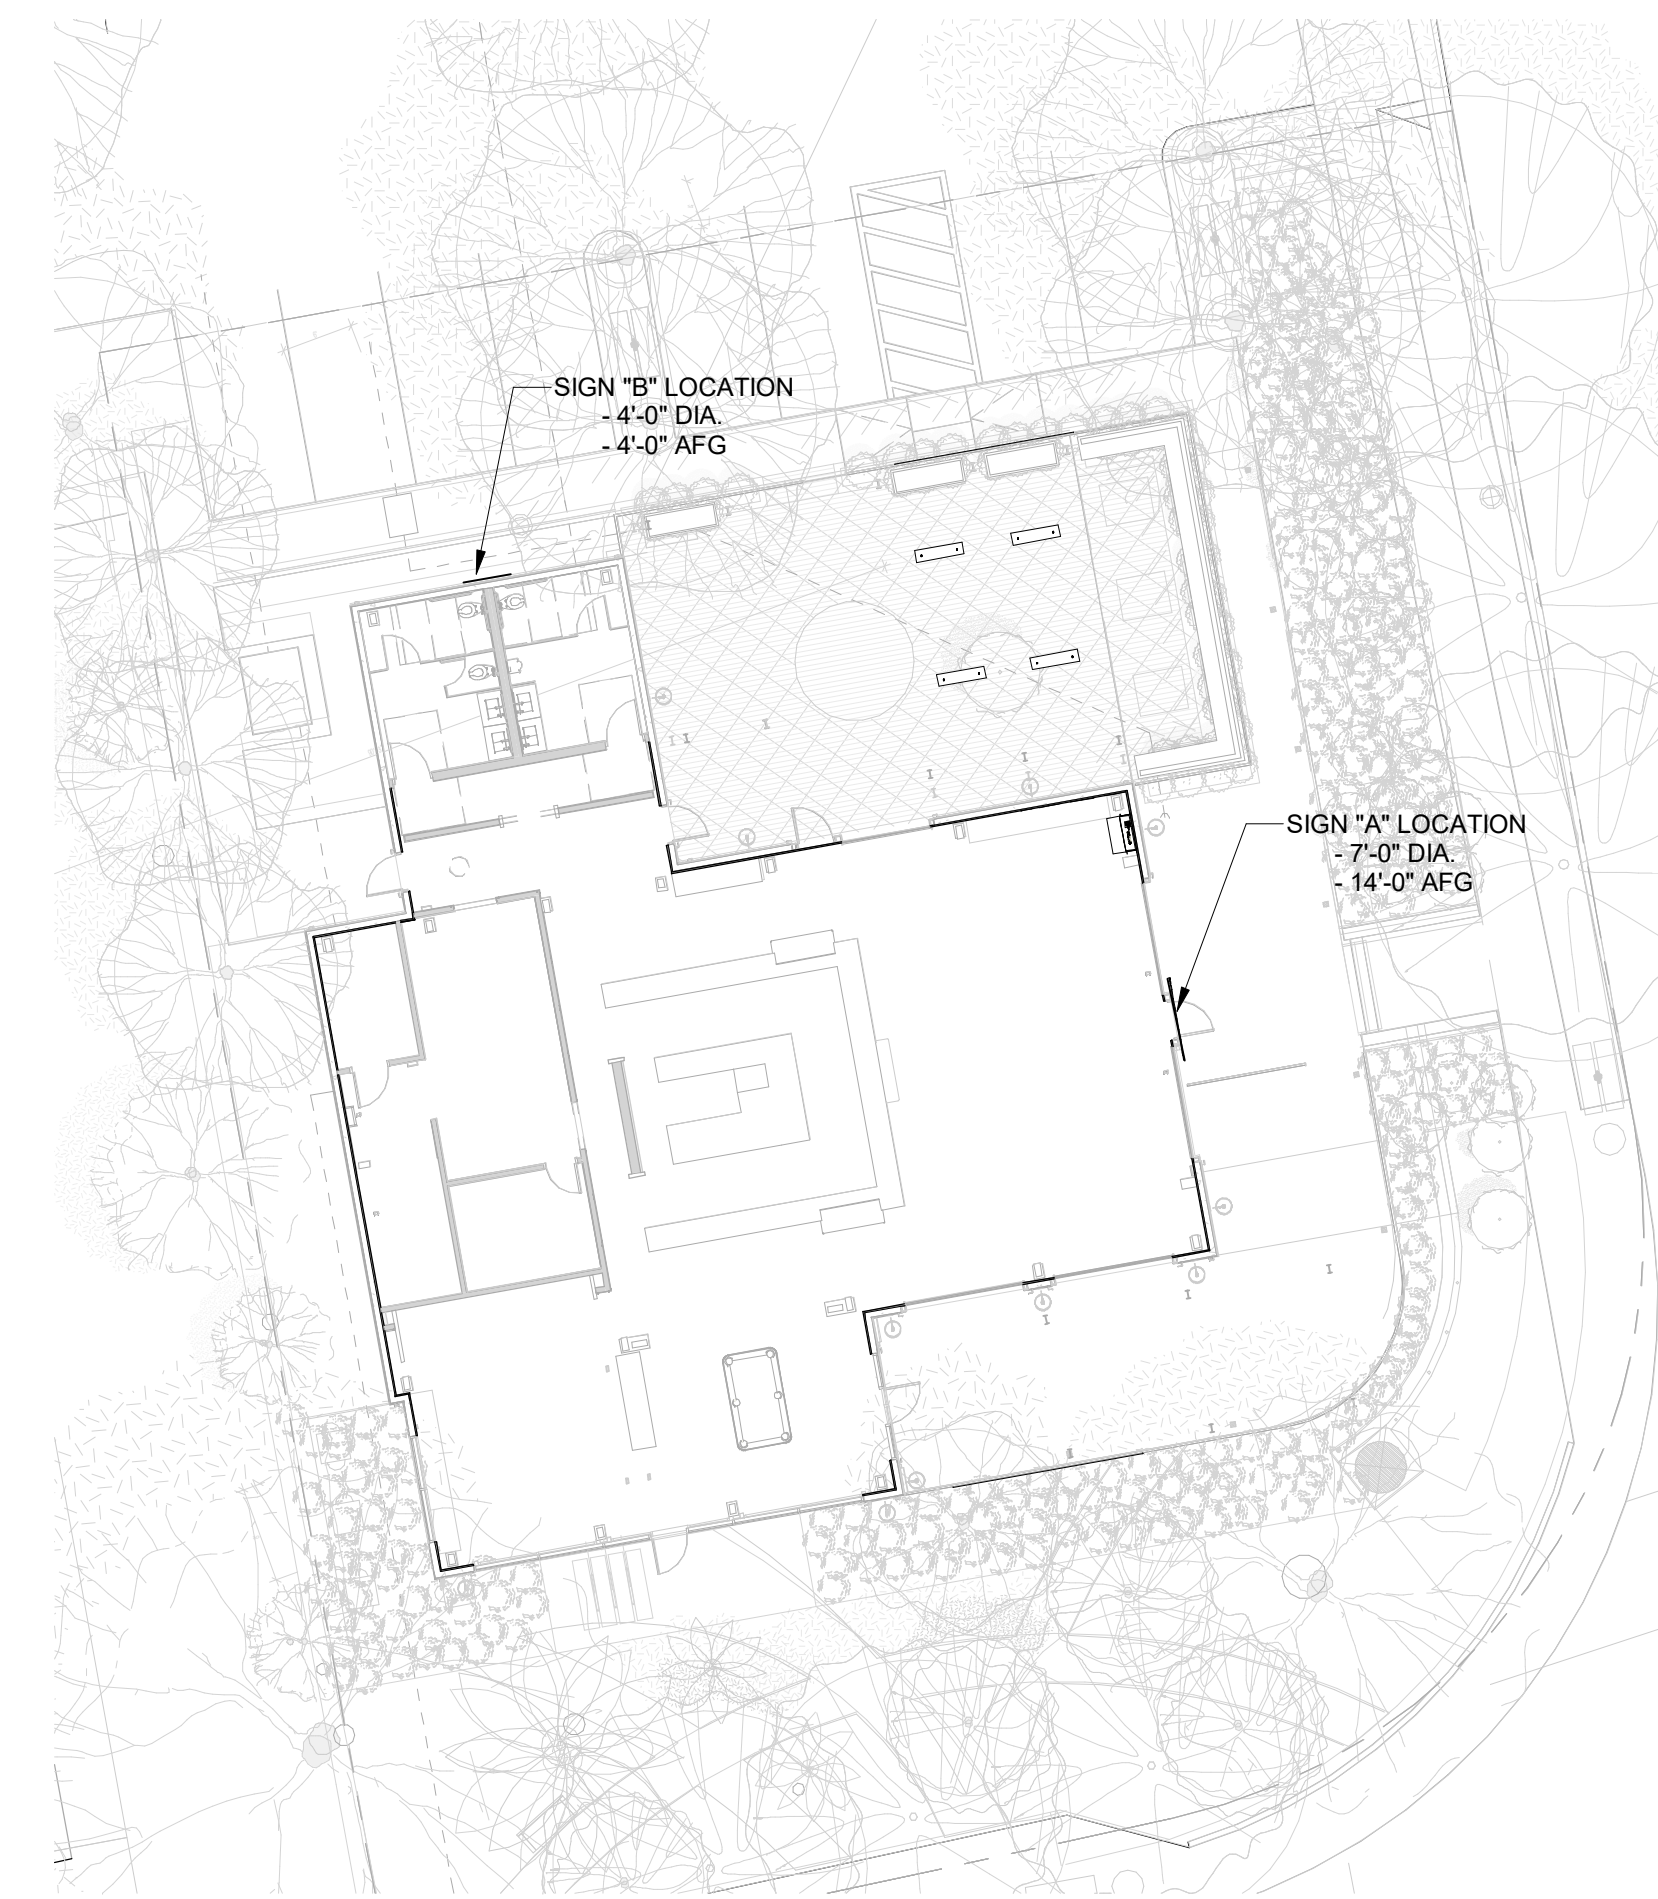 SIGN "B" LOCATION
- 4'-0" DIA.
- 4'-0" AFG
SIGN "A" LOCATION
- 7'-0" DIA.
- 14'-0" AFG